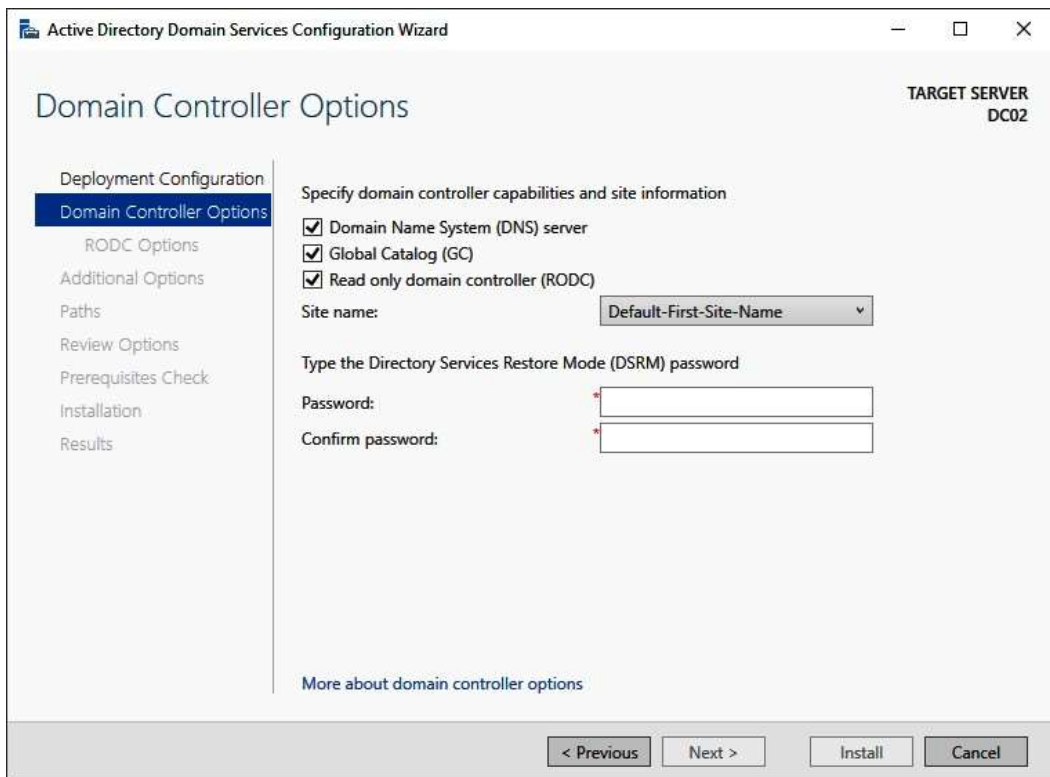 Active Directory Domain Services Configuration Wizard
Domain Controller Options
TARGET SERVER
DC02
Deployment Configuration
Domain Controller Options
RODC Options
Additional Options
Paths
Review Options
Prerequisites Check
Installation
Results
Specify domain controller capabilities and site information
Domain Name System (DNS) server
Global Catalog (GC)
Read only domain controller (RODC)
Site name: Default-First-Site-Name
Type the Directory Services Restore Mode (DSRM) password
Password: *
Confirm password: *
More about domain controller options
< Previous Next > Install Cancel